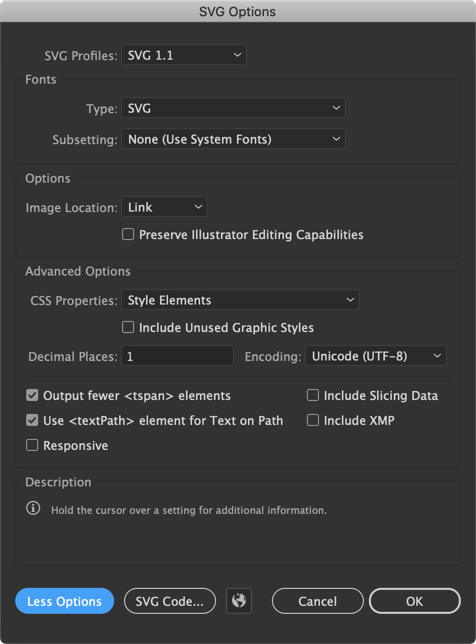 SVG Options
SVG Profiles: SVG 1.1
Fonts
Type: SVG
Subsetting: None (Use System Fonts)
Options
Image Location: Link
Preserve Illustrator Editing Capabilities
Advanced Options
CSS Properties: Style Elements
Include Unused Graphic Styles
Decimal Places: 1 Encoding: Unicode (UTF-8)
Output fewer <tspan> elements Include Slicing Data
Use <textPath> element for Text on Path Include XMP
Responsive
Description
Hold the cursor over a setting for additional information.
Less Options SVG Code... Cancel OK